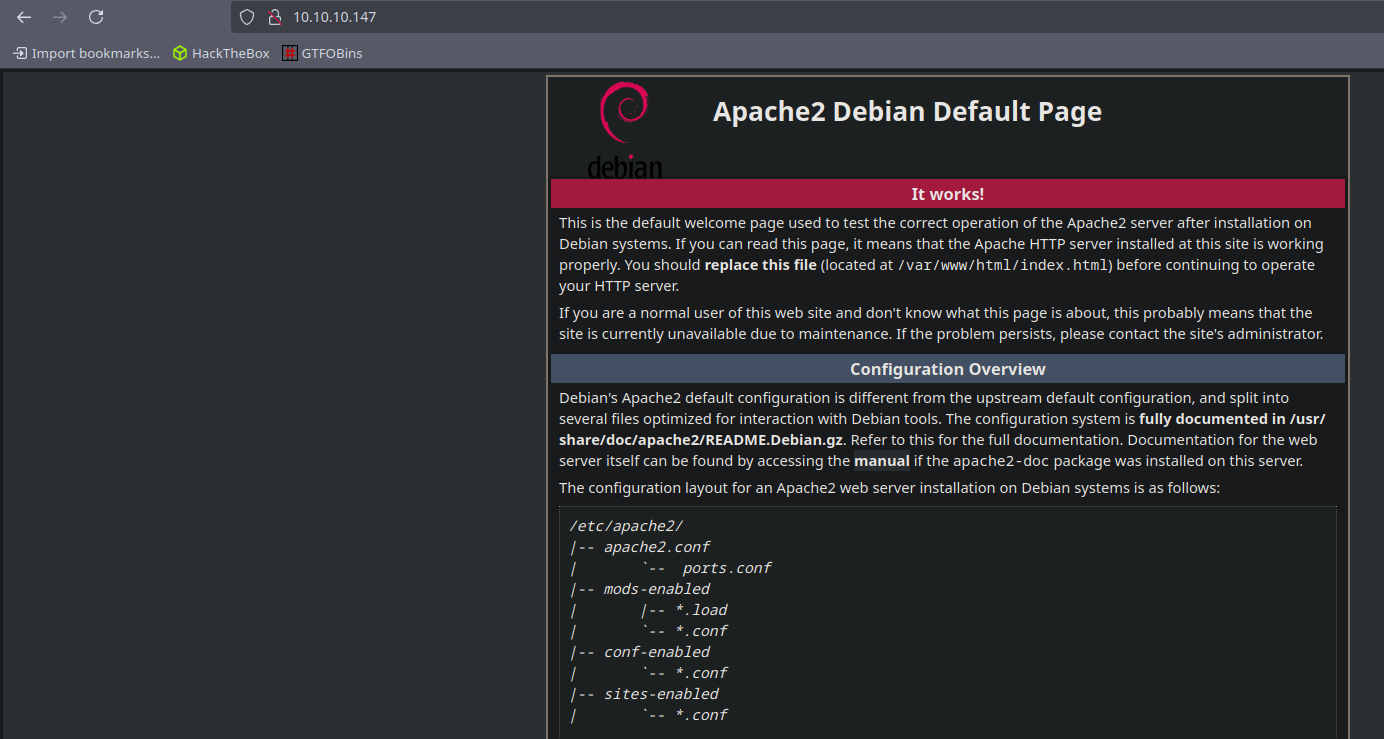 10.10.10.147
Import bookmarks... HackTheBox GTFOBins
debian
Apache2 Debian Default Page
It works!
This is the default welcome page used to test the correct operation of the Apache2 server after installation on
Debian systems. If you can read this page, it means that the Apache HTTP server installed at this site is working
properly. You should replace this file (located at /var/www/html/index.html) before continuing to operate
your HTTP server.
If you are a normal user of this web site and don't know what this page is about, this probably means that the
site is currently unavailable due to maintenance. If the problem persists, please contact the site's administrator.
Configuration Overview
Debian's Apache2 default configuration is different from the upstream default configuration, and split into
several files optimized for interaction with Debian tools. The configuration system is fully documented in /usr/
share/doc/apache2/README.Debian.gz. Refer to this for the full documentation. Documentation for the web
server itself can be found by accessing the manual if the apache2-doc package was installed on this server.
The configuration layout for an Apache2 web server installation on Debian systems is as follows:
/etc/apache2/
|-- apache2.conf
|       `--  ports.conf
|-- mods-enabled
|       |-- *.load
|       `-- *.conf
|-- conf-enabled
|       `-- *.conf
|-- sites-enabled
|       `-- *.conf